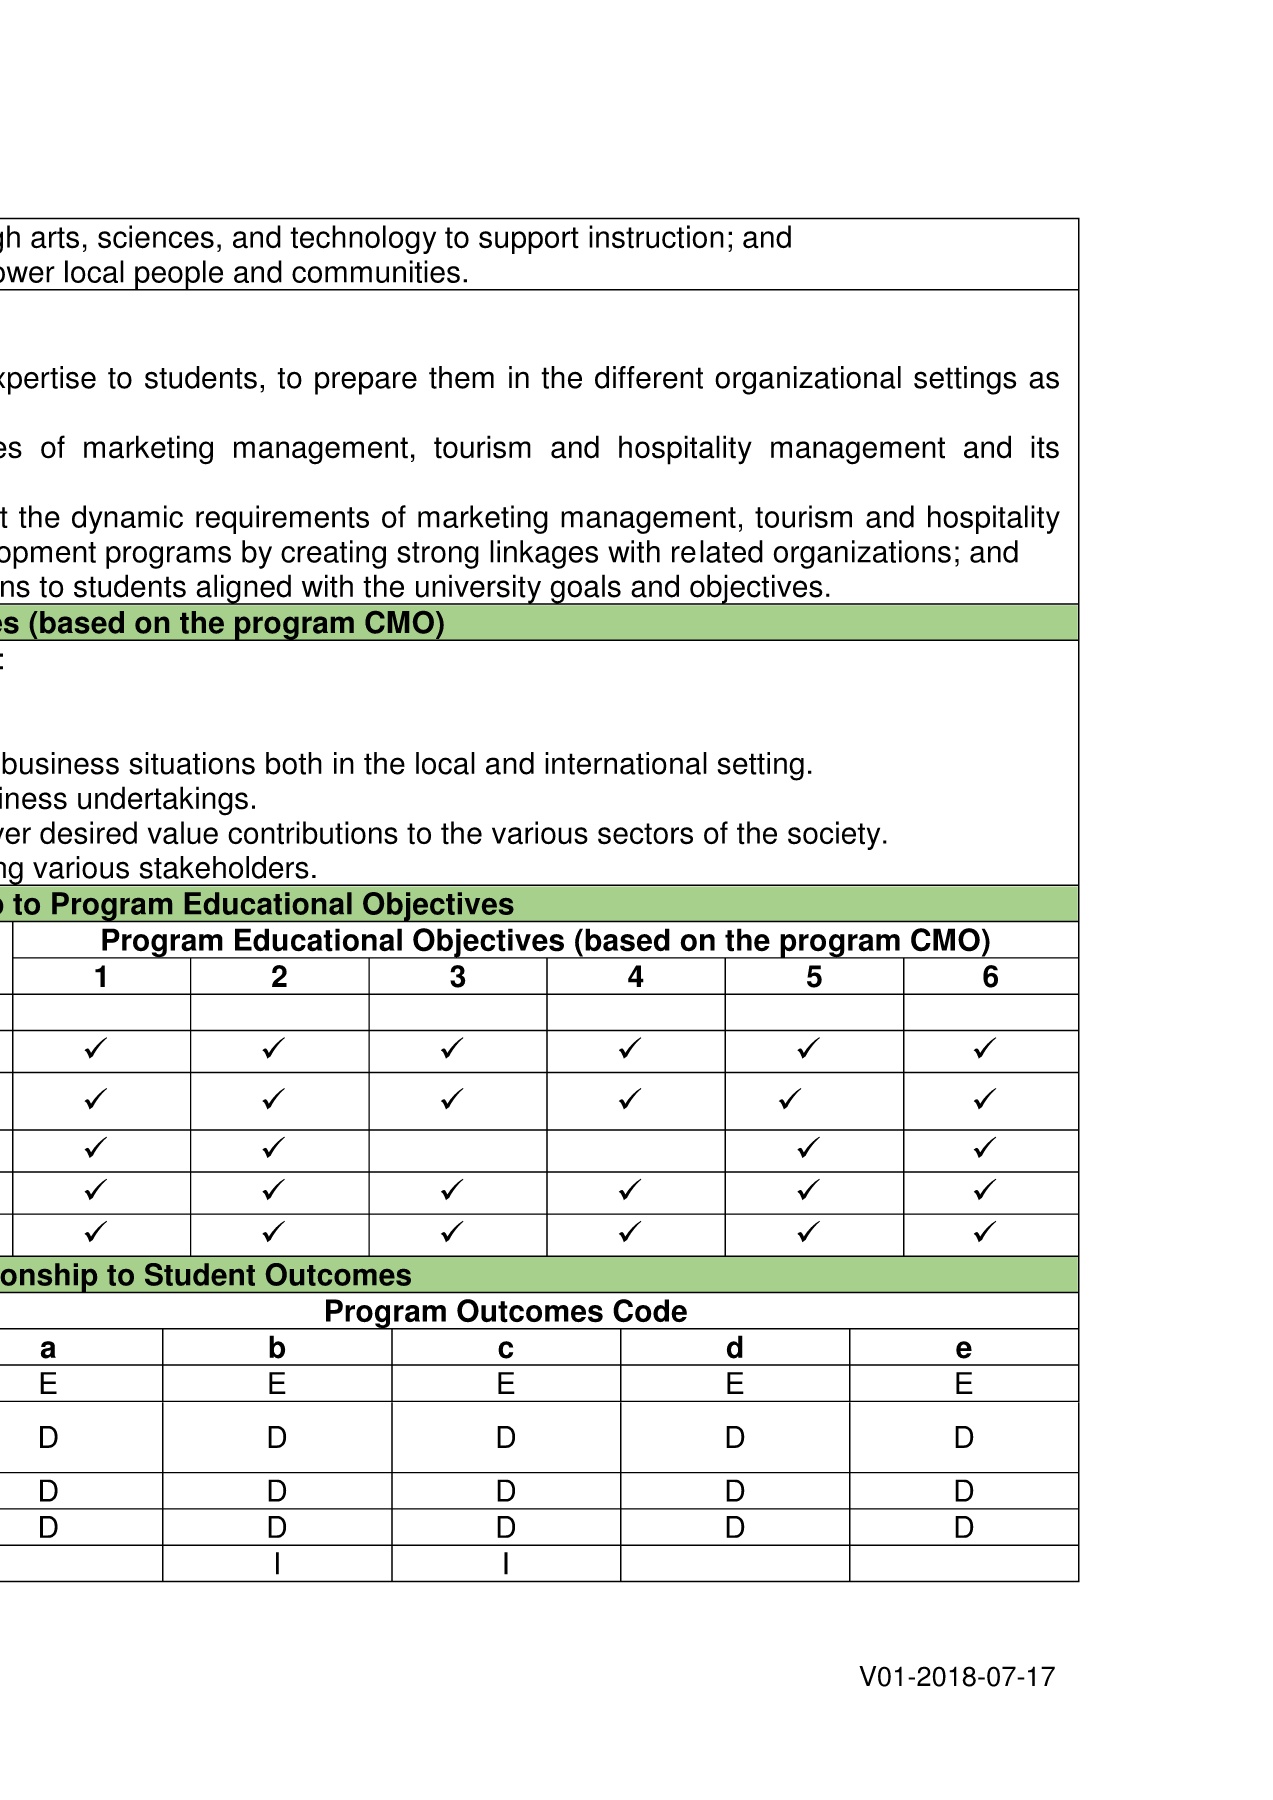 gh arts, sciences, and technology to support instruction; and
ower local people and communities.
xpertise to students, to prepare them in the different organizational settings as
es of marketing management, tourism and hospitality management and its
t the dynamic requirements of marketing management, tourism and hospitality
opment programs by creating strong linkages with related organizations; and
ns to students aligned with the university goals and objectives.
es (based on the program CMO)
:
business situations both in the local and international setting.
iness undertakings.
ver desired value contributions to the various sectors of the society.
ng various stakeholders.
p to Program Educational Objectives
Program Educational Objectives (based on the program CMO)
1 2 3 4 5 6
✓ ✓ ✓ ✓ ✓ ✓
✓ ✓ ✓ ✓ ✓ ✓
✓ ✓ ✓ ✓
✓ ✓ ✓ ✓ ✓ ✓
✓ ✓ ✓ ✓ ✓ ✓
onship to Student Outcomes
Program Outcomes Code
a b c d e
E E E E E
D D D D D
D D D D D
D D D D D
I I
V01-2018-07-17